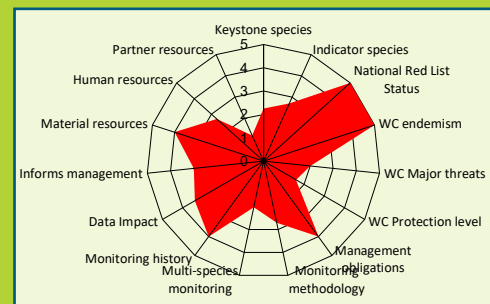 Keystone species
Indicator species
National Red List
Status
WC endemism
WC Major threats
WC Protection level
Management
obligations
Monitoring
methodology
Multi-species
monitoring
Monitoring history
Data Impact
Informs management
Material resources
Human resources
Partner resources
5
4
3
2
1
0